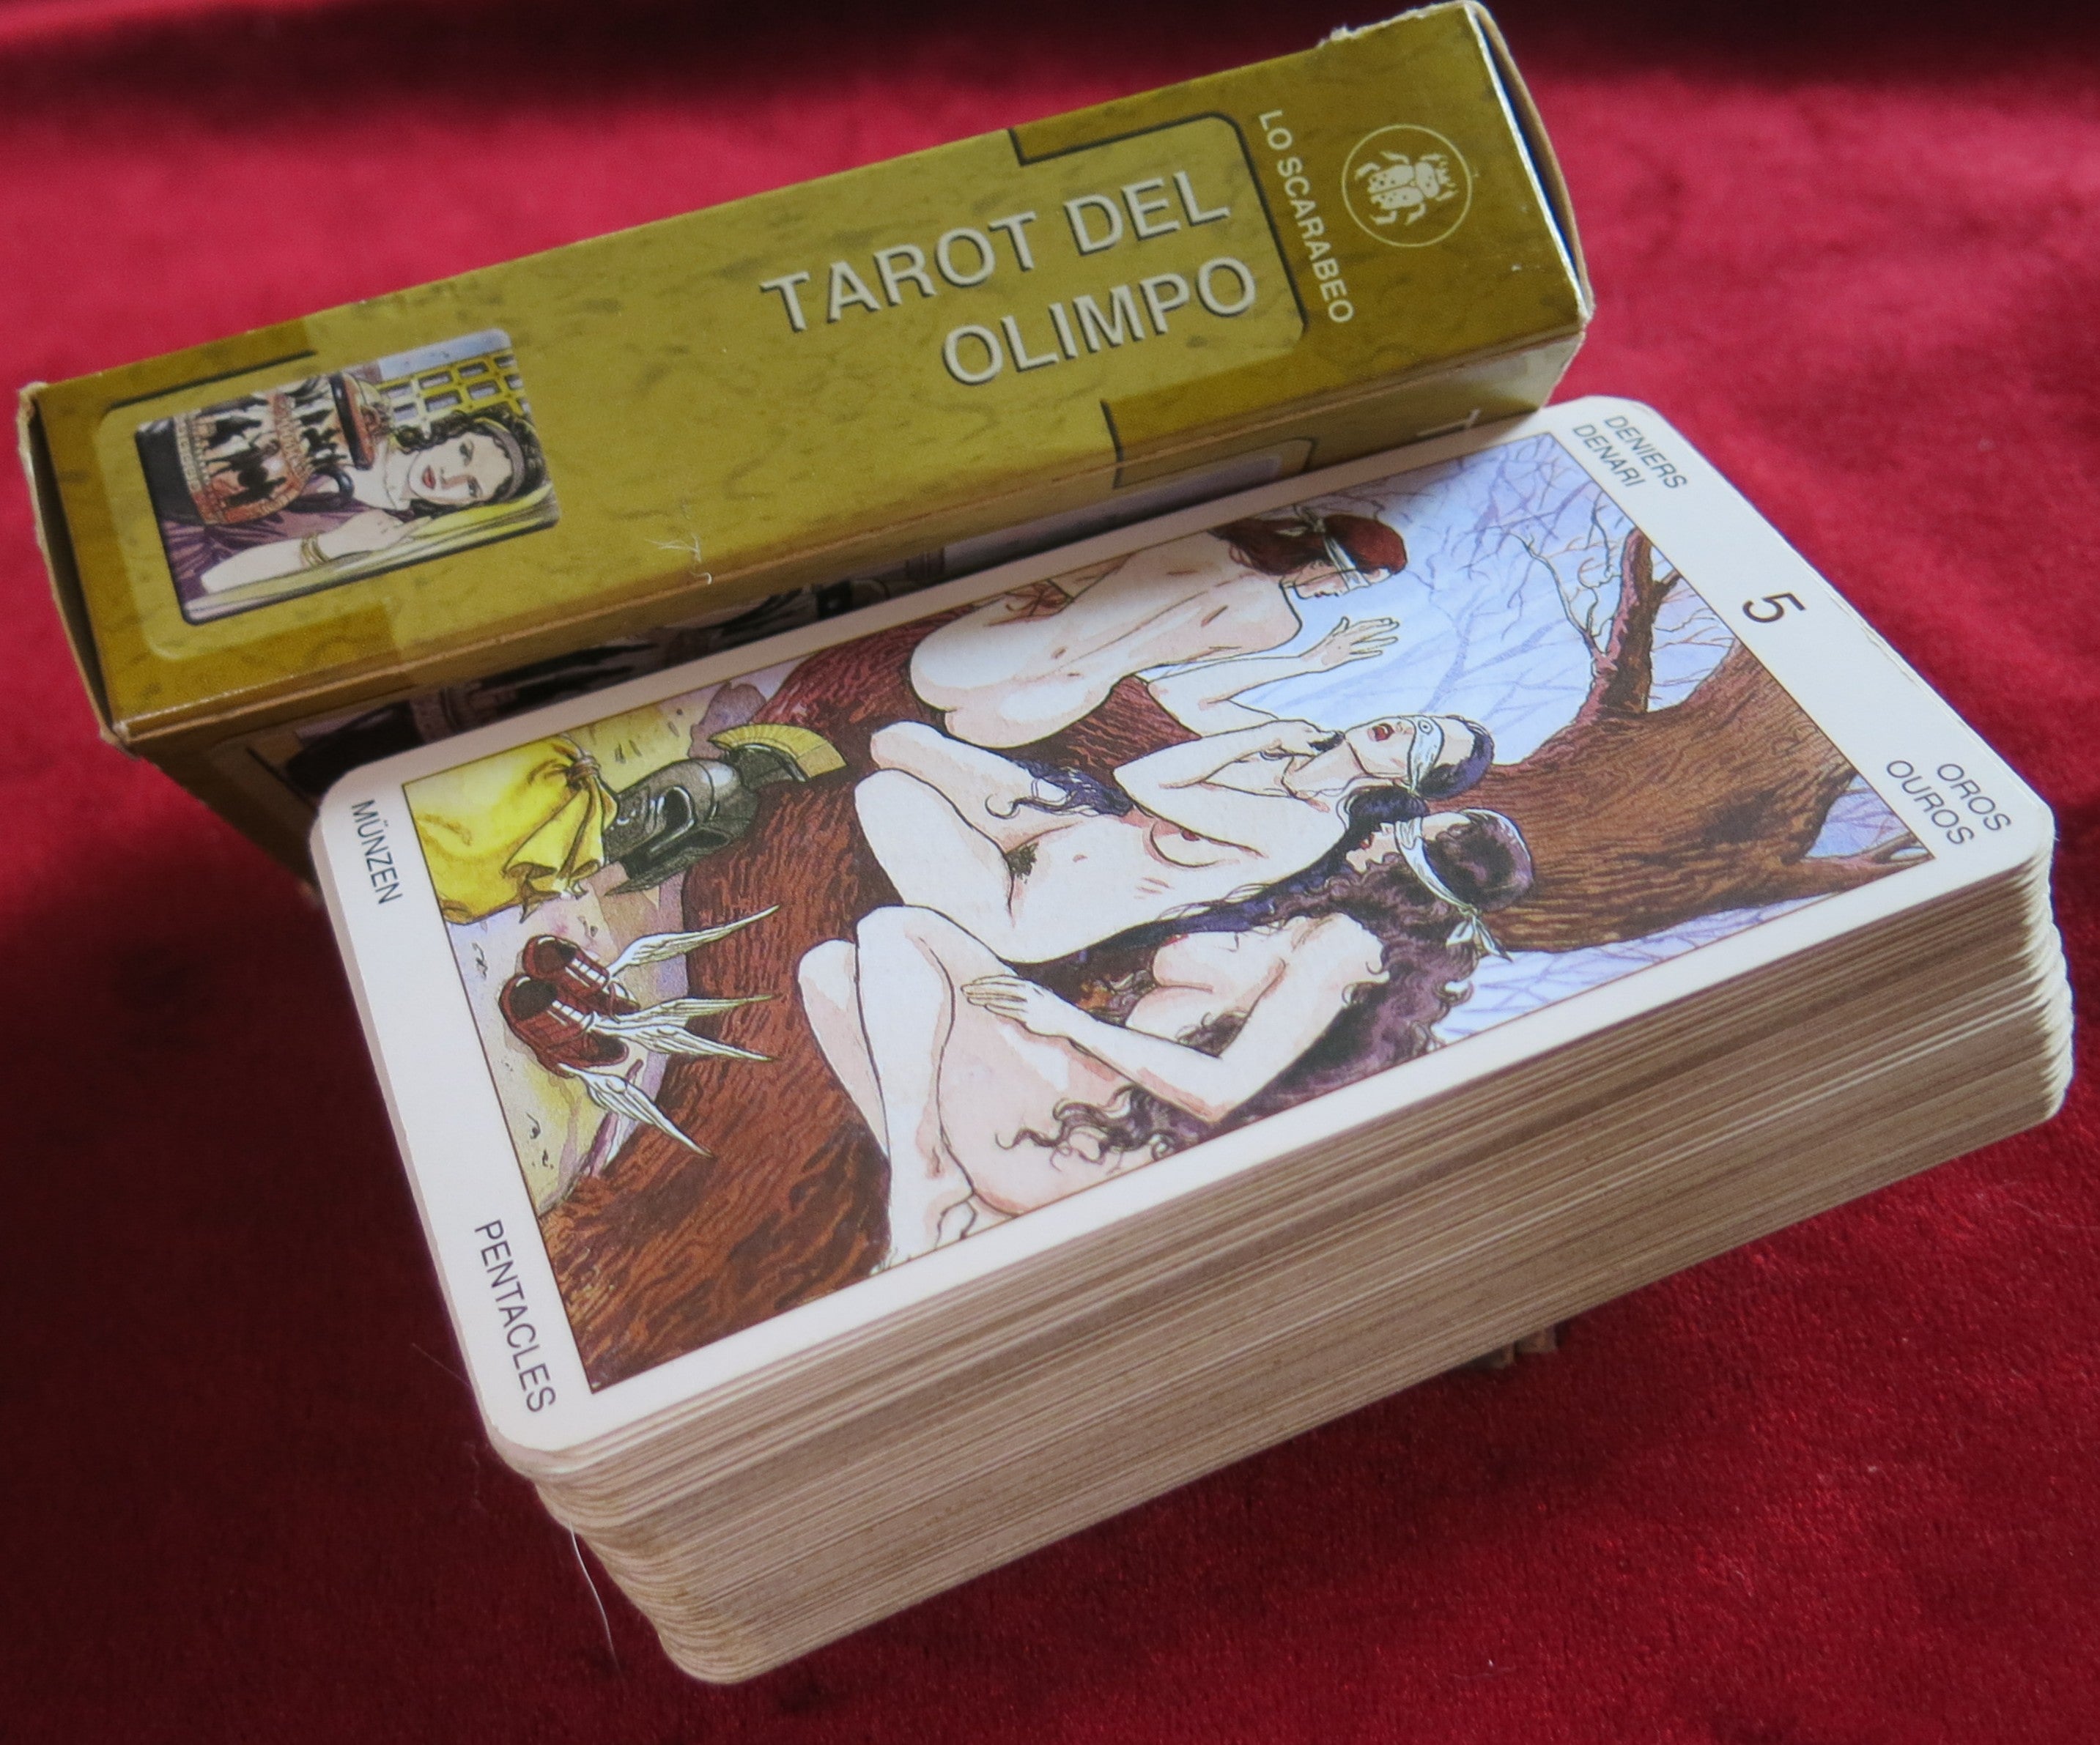 TAROT DEL
OLIMPO
LO SCARABEO
DENIERS
DENARI
5
OROS
OUROS
MÜNZEN
PENTACLES